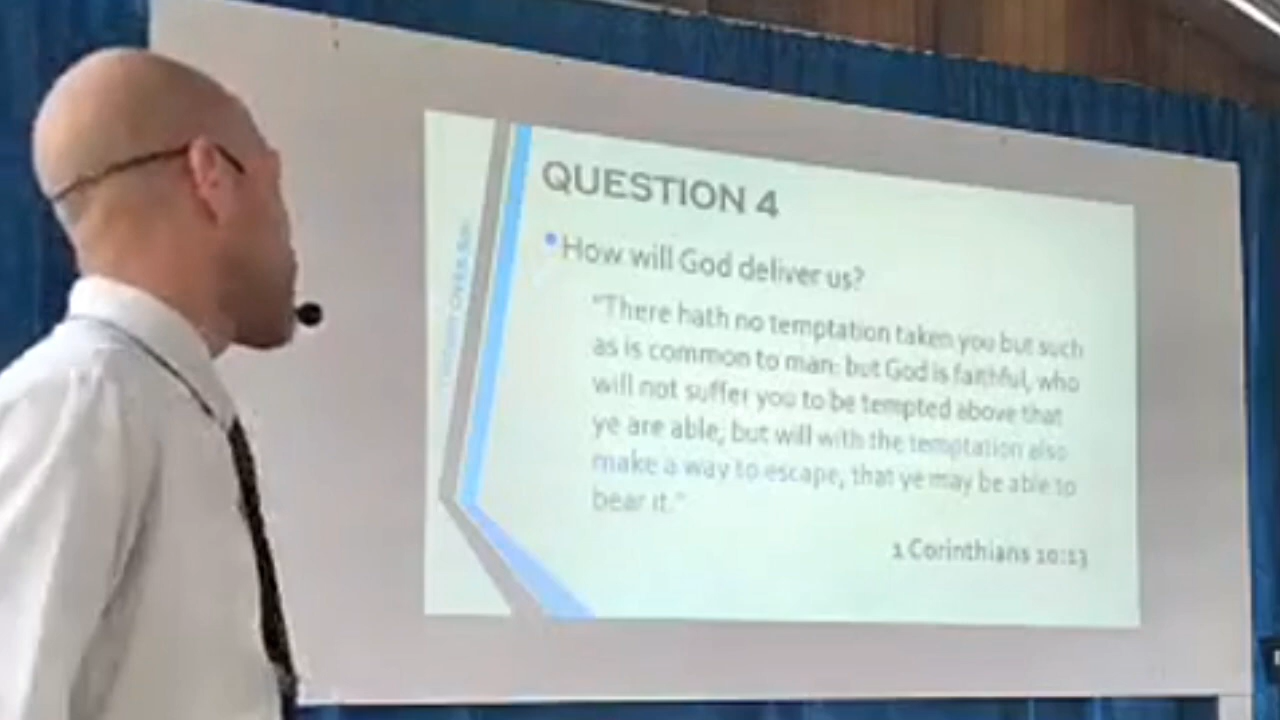 QUESTION 4
How will God deliver us?
"There hath no temptation taken you but such
as is common to man: but God is faithful, who
will not suffer you to be tempted above that
ye are able; but will with the temptation also
make a way to escape, that ye may be able to
bear it."
1 Corinthians 10:13